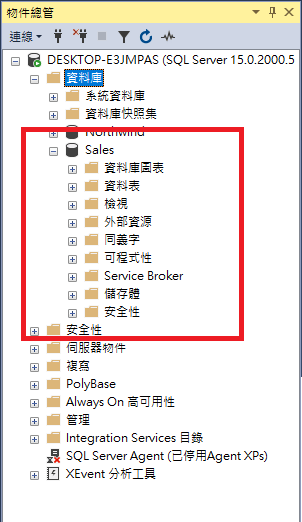 物件總管
連線
DESKTOP-E3JMPAS (SQL Server 15.0.2000.5
資料庫
系統資料庫
資料庫快照集
Northwind
Sales
資料庫圖表
資料表
檢視
外部資源
同義字
可程式性
Service Broker
儲存體
安全性
安全性
伺服器物件
複寫
PolyBase
Always On 高可用性
管理
Integration Services 目錄
SQL Server Agent (已停用Agent XPs)
XEvent 分析工具